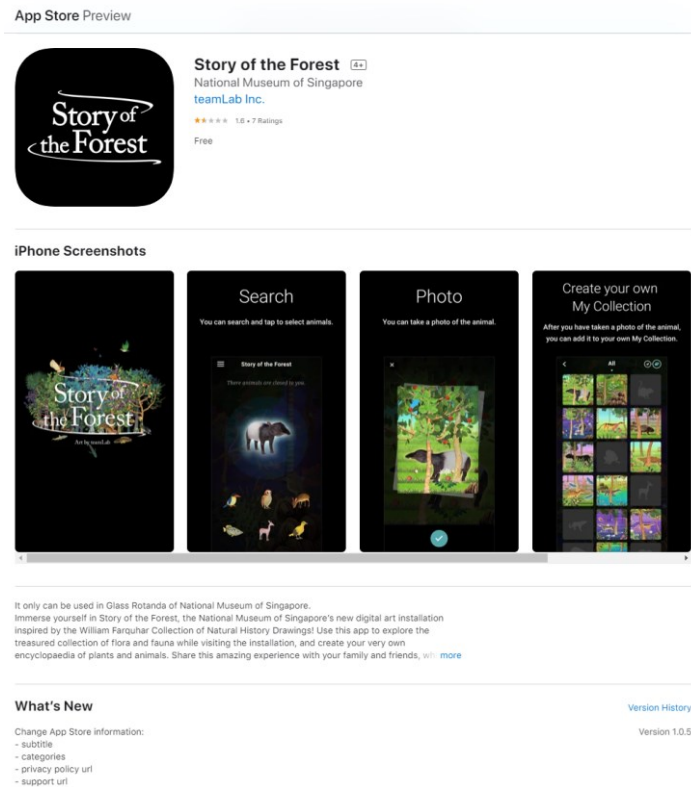 App Store Preview
Story of
the Forest
Story of the Forest 4+
National Museum of Singapore
teamLab Inc.
1.6 • 7 Ratings
Free
iPhone Screenshots
Story of
the Forest
Art by teamLab
Search
You can search and tap to select animals.
Story of the Forest
These animals are closed to you.
Photo
You can take a photo of the animal.
Create your own
My Collection
After you have taken a photo of the animal,
you can add it to your own My Collection.
All
It only can be used in Glass Rotanda of National Museum of Singapore.
Immerse yourself in Story of the Forest, the National Museum of Singapore's new digital art installation
inspired by the William Farquhar Collection of Natural History Drawings! Use this app to explore the
treasured collection of flora and fauna while visiting the installation, and create your very own
encyclopaedia of plants and animals. Share this amazing experience with your family and friends, more
What's New
Version History
Change App Store information:
Version 1.0.5
- subtitle
- categories
- privacy policy url
- support url